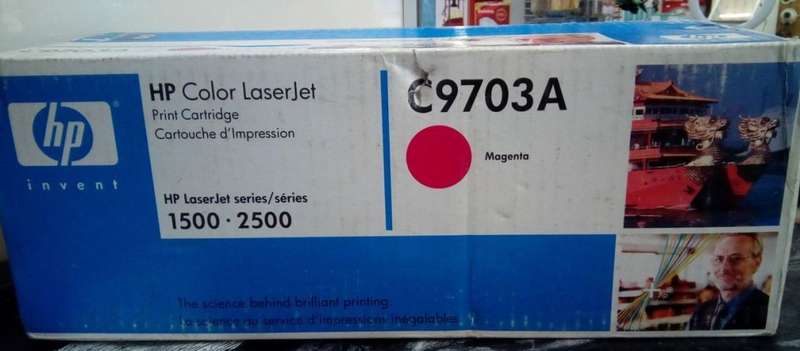 hp
invent
HP Color LaserJet
Print Cartridge
Cartouche d'Impression
HP LaserJet series/séries
1500 · 2500
C9703A
Magenta
The science behind brilliant printing
La science au service d'impressions inégalables